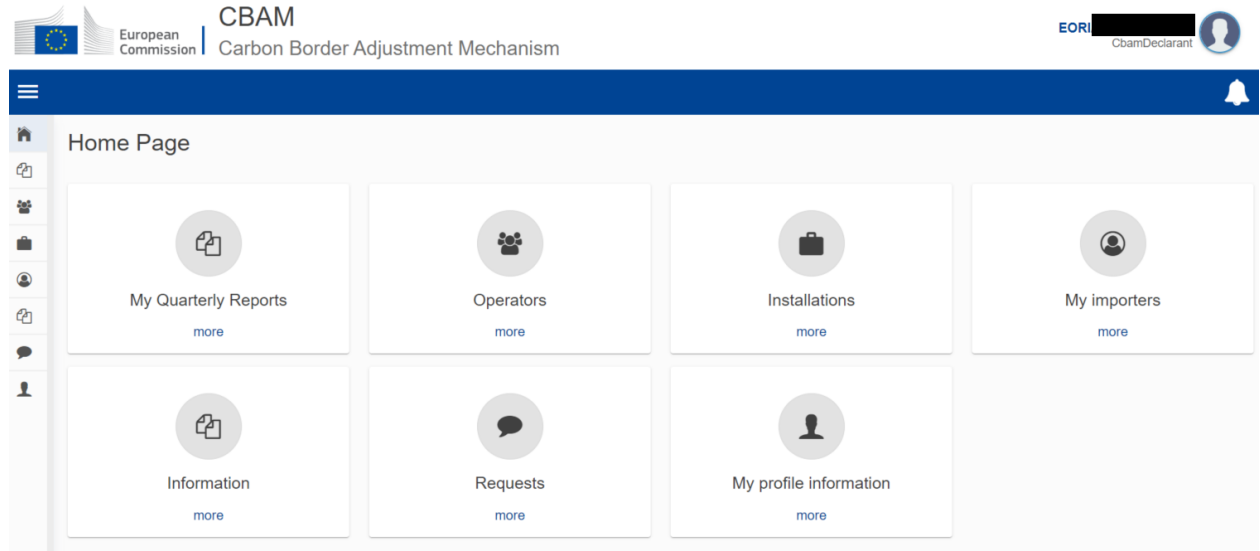 European
Commission
CBAM
Carbon Border Adjustment Mechanism
EORI
CbamDeclarant
Home Page
My Quarterly Reports
more
Operators
more
Installations
more
My importers
more
Information
more
Requests
more
My profile information
more